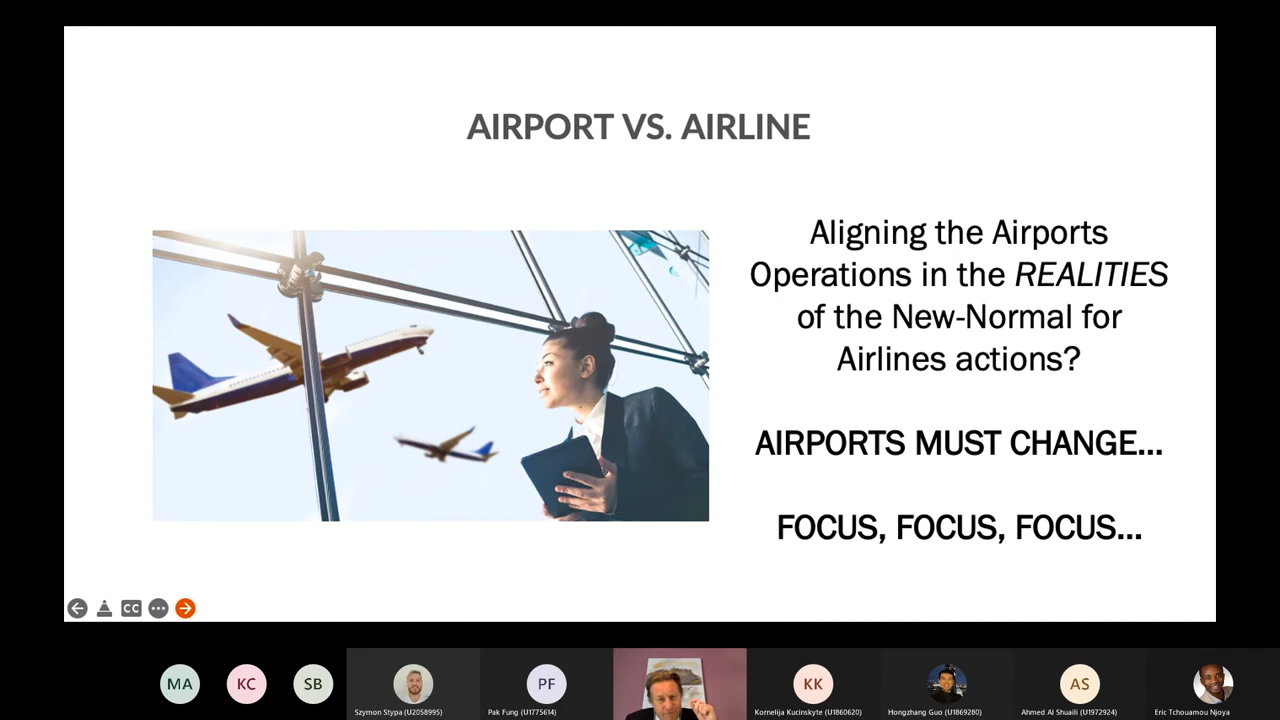 AIRPORT VS. AIRLINE
Aligning the Airports
Operations in the REALITIES
of the New-Normal for
Airlines actions?
AIRPORTS MUST CHANGE...
FOCUS, FOCUS, FOCUS...
CC
MA
KC
SB
Szymon Stypa (U2058995)
PF
Pak Fung (U1775614)
KK
Kornelija Kucinskyte (U1860620)
Hongzhang Guo (U1869280)
AS
Ahmed Al Shuaili (U1972924)
Eric Tchouamou Njoya